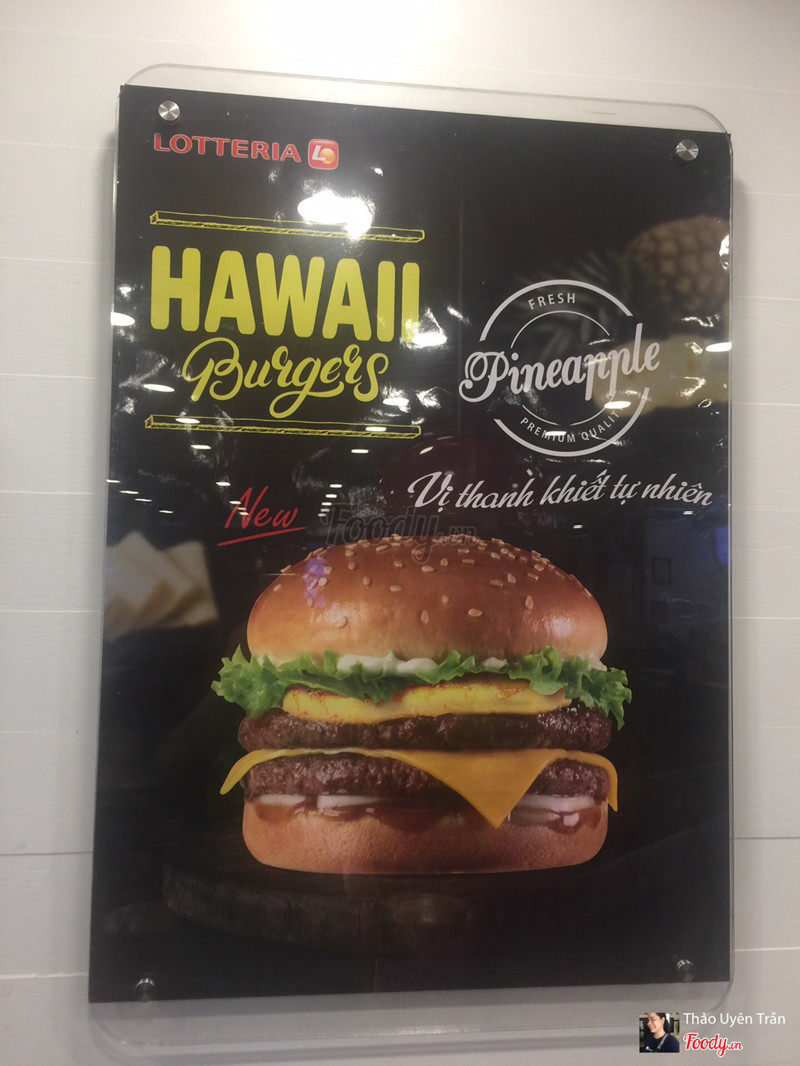 LOTTERIA
HAWAII
Burgers
FRESH
Pineapple
PREMIUM QUALITY
Vị thanh khiết tự nhiên
New
Foody.vn
Thảo Uyên Trần
Foody.vn